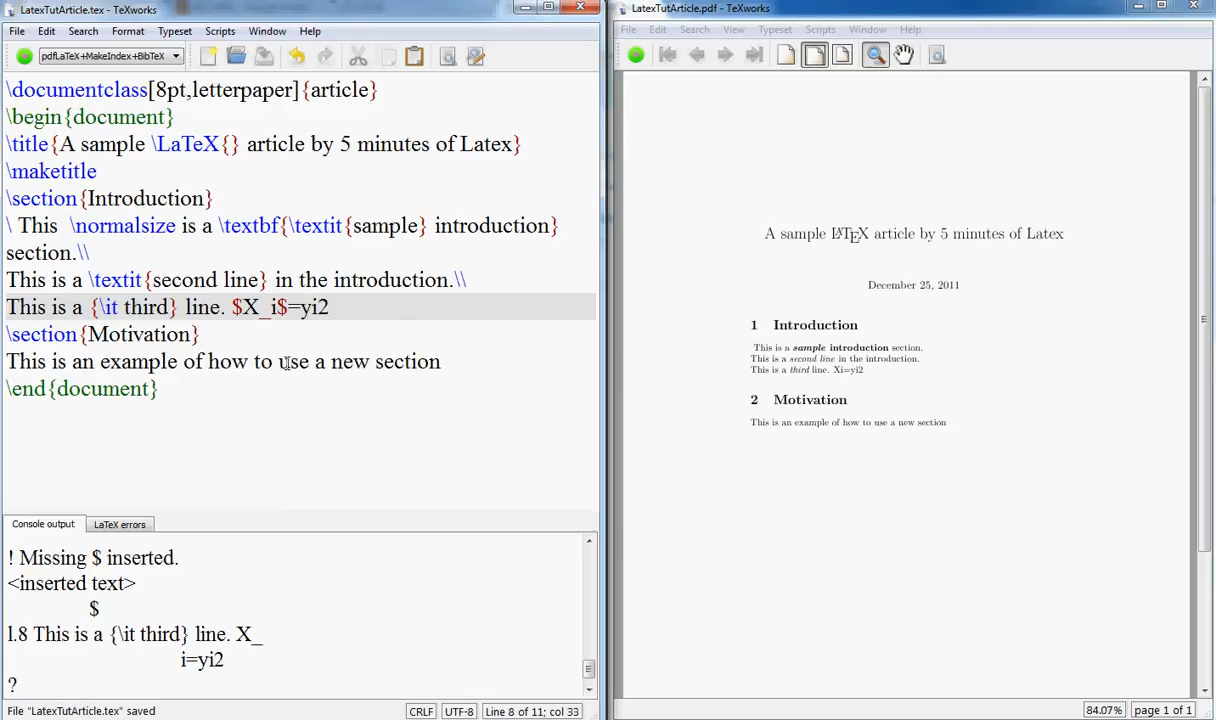 LatexTutArticle.tex - TeXworks
File Edit Search Format Typeset Scripts Window Help
pdfLaTeX+MakeIndex+BibTeX
\documentclass[8pt,letterpaper]{article}
\begin{document}
\title{A sample \LaTeX{} article by 5 minutes of Latex}
\maketitle
\section{Introduction}
\ This \normalsize is a \textbf{\textit{sample} introduction}
section.\\
This is a \textit{second line} in the introduction.\\
This is a {\it third} line. $X_i$=yi2
\section{Motivation}
This is an example of how to use a new section
\end{document}
Console output LaTeX errors
! Missing $ inserted.
<inserted text>
$
l.8 This is a {\it third} line. X_
i=yi2
?
File "LatexTutArticle.tex" saved
CRLF UTF-8 Line 8 of 11; col 33
LatexTutArticle.pdf - TeXworks
File Edit Search View Typeset Scripts Window Help
A sample LATEX article by 5 minutes of Latex
December 25, 2011
1 Introduction
This is a sample introduction section.
This is a second line in the introduction.
This is a third line. Xi=yi2
2 Motivation
This is an example of how to use a new section
84.07% page 1 of 1